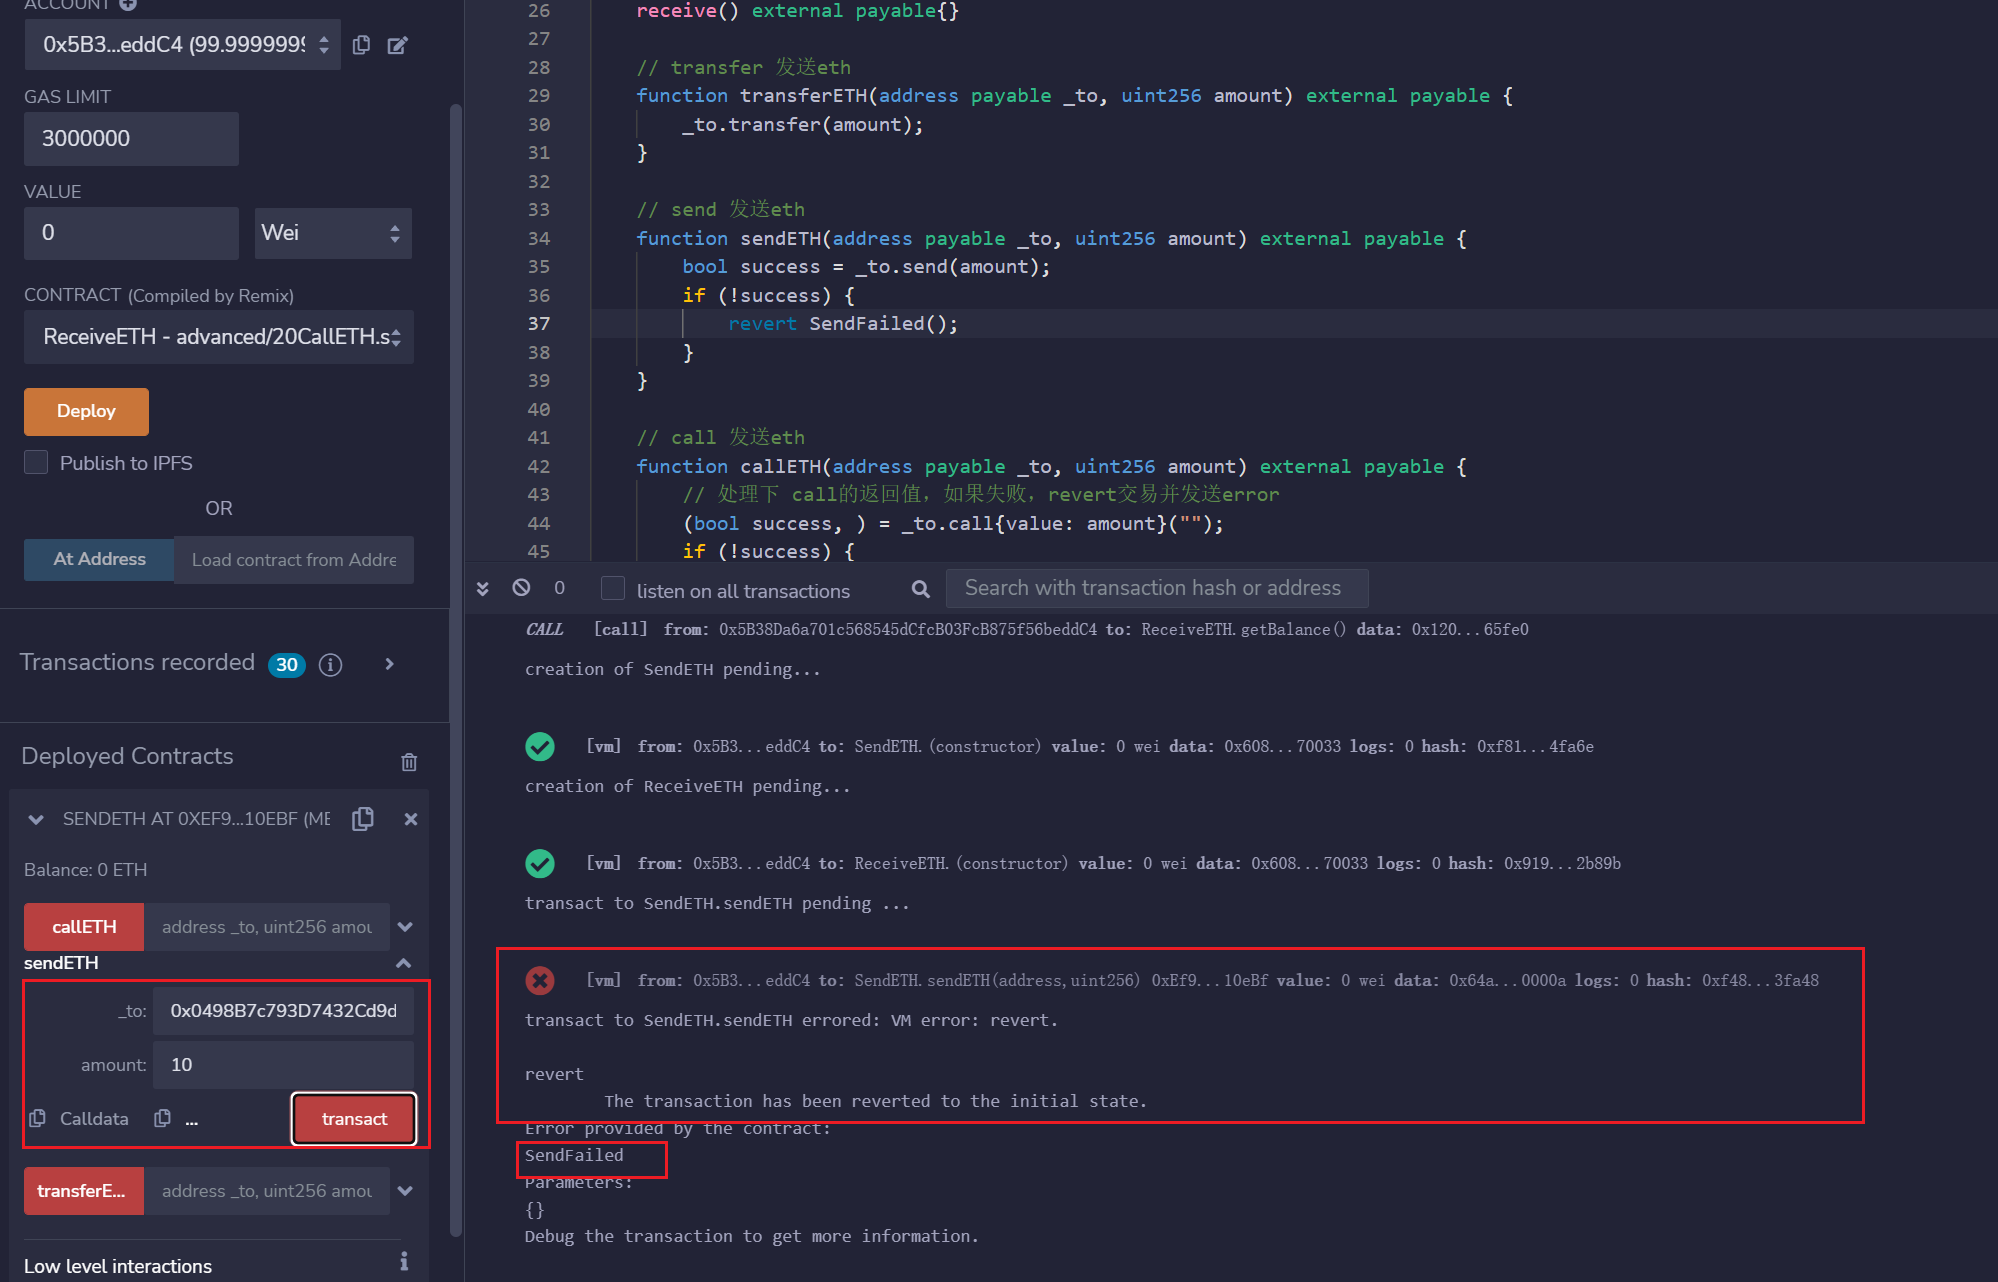 ACCOUNT
0x5B3...eddC4 (99.9999999
GAS LIMIT
3000000
VALUE
0
Wei
CONTRACT (Compiled by Remix)
ReceiveETH - advanced/20CallETH.s
Deploy
Publish to IPFS
OR
At Address
Load contract from Addre
Transactions recorded 30
Deployed Contracts
SENDETH AT 0XEF9...10EBF (ME
Balance: 0 ETH
callETH
address _to, uint256 amou
sendETH
_to: 0x0498B7c793D7432Cd9d
amount: 10
Calldata
...
transact
transferE...
address _to, uint256 amou
Low level interactions
26 receive() external payable{}
27
28 // transfer 发送eth
29 function transferETH(address payable _to, uint256 amount) external payable {
30 _to.transfer(amount);
31 }
32
33 // send 发送eth
34 function sendETH(address payable _to, uint256 amount) external payable {
35 bool success = _to.send(amount);
36 if (!success) {
37 revert SendFailed();
38 }
39 }
40
41 // call 发送eth
42 function callETH(address payable _to, uint256 amount) external payable {
43 // 处理下 call的返回值，如果失败，revert交易并发送error
44 (bool success, ) = _to.call{value: amount}("");
45 if (!success) {
0
listen on all transactions
Search with transaction hash or address
CALL [call] from: 0x5B38Da6a701c568545dCfcB03FcB875f56beddC4 to: ReceiveETH.getBalance() data: 0x120...65fe0
creation of SendETH pending...
[vm] from: 0x5B3...eddC4 to: SendETH.(constructor) value: 0 wei data: 0x608...70033 logs: 0 hash: 0xf81...4fa6e
creation of ReceiveETH pending...
[vm] from: 0x5B3...eddC4 to: ReceiveETH.(constructor) value: 0 wei data: 0x608...70033 logs: 0 hash: 0x919...2b89b
transact to SendETH.sendETH pending ...
[vm] from: 0x5B3...eddC4 to: SendETH.sendETH(address,uint256) 0xEf9...10eBf value: 0 wei data: 0x64a...0000a logs: 0 hash: 0xf48...3fa48
transact to SendETH.sendETH errored: VM error: revert.
revert
The transaction has been reverted to the initial state.
Error provided by the contract:
SendFailed
Parameters:
{}
Debug the transaction to get more information.